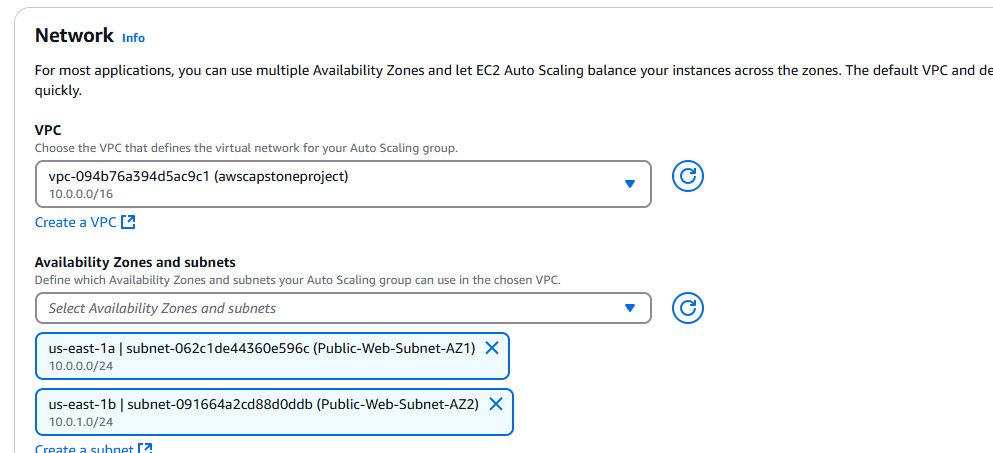 Network Info
For most applications, you can use multiple Availability Zones and let EC2 Auto Scaling balance your instances across the zones. The default VPC and
quickly.
VPC
Choose the VPC that defines the virtual network for your Auto Scaling group.
vpc-094b76a394d5ac9c1 (awscapstoneproject)
10.0.0.0/16
Create a VPC
Availability Zones and subnets
Define which Availability Zones and subnets your Auto Scaling group can use in the chosen VPC.
Select Availability Zones and subnets
us-east-1a | subnet-062c1de44360e596c (Public-Web-Subnet-AZ1)
10.0.0.0/24
us-east-1b | subnet-091664a2cd88d0ddb (Public-Web-Subnet-AZ2)
10.0.1.0/24
Create a subnet